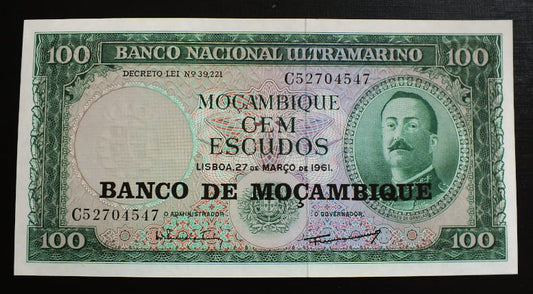 100 BANCO NACIONAL ULTRAMARINO 100
DECRETO-LEI Nº 39.221 C52704547
MOÇAMBIQUE
CEM
ESCUDOS
LISBOA, 27 DE MARÇO DE 1961.
BANCO DE MOÇAMBIQUE
C52704547 O ADMINISTRADOR, O GOVERNADOR,
100 100